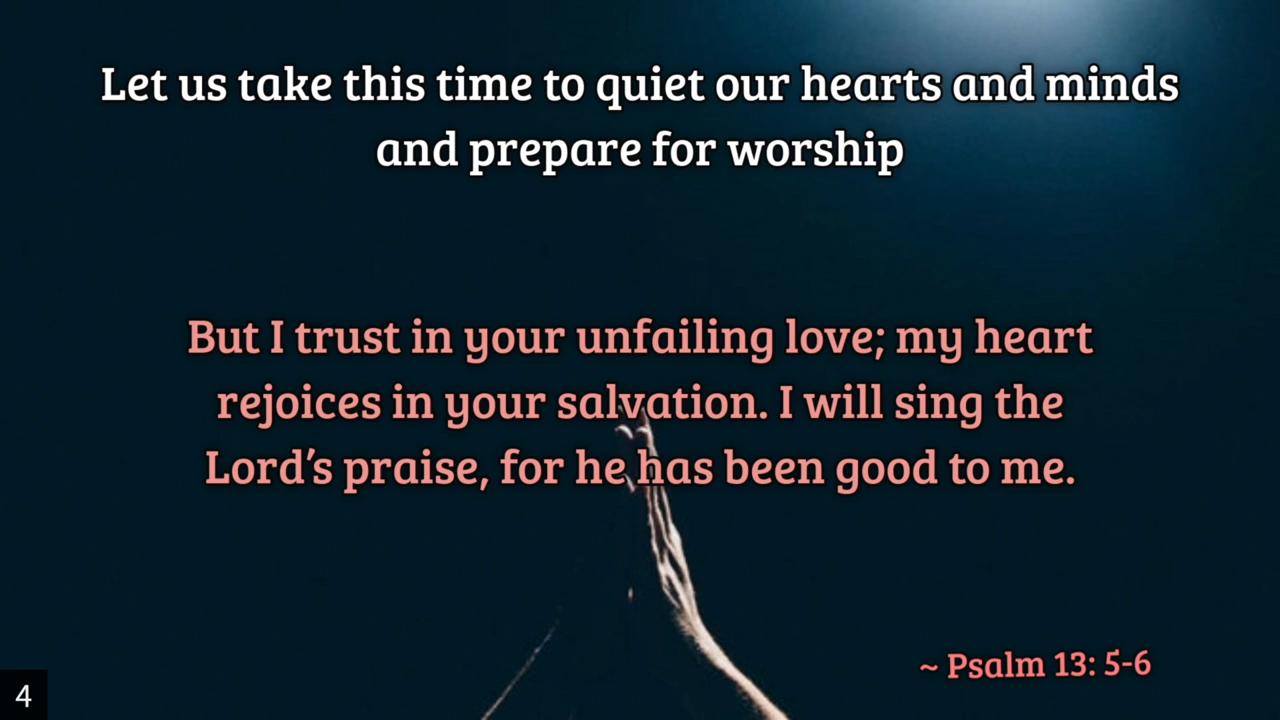 Let us take this time to quiet our hearts and minds
and prepare for worship
But I trust in your unfailing love; my heart
rejoices in your salvation. I will sing the
Lord’s praise, for he has been good to me.
~ Psalm 13: 5-6
4